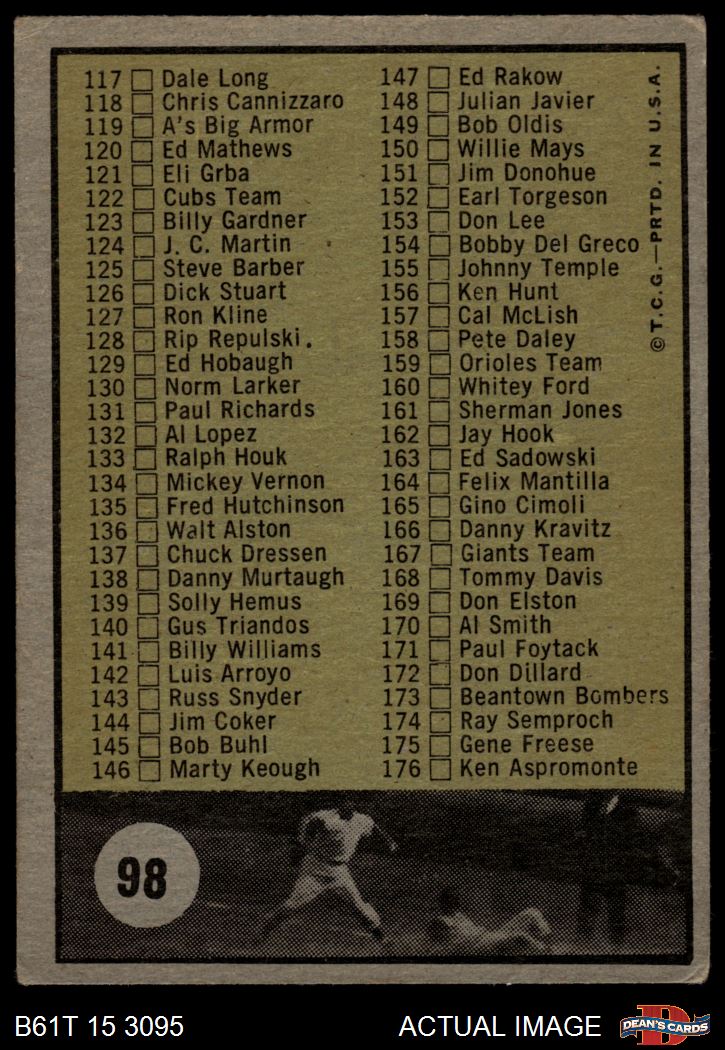 117 Dale Long
118 Chris Cannizzaro
119 A's Big Armor
120 Ed Mathews
121 Eli Grba
122 Cubs Team
123 Billy Gardner
124 J. C. Martin
125 Steve Barber
126 Dick Stuart
127 Ron Kline
128 Rip Repulski.
129 Ed Hobaugh
130 Norm Larker
131 Paul Richards
132 Al Lopez
133 Ralph Houk
134 Mickey Vernon
135 Fred Hutchinson
136 Walt Alston
137 Chuck Dressen
138 Danny Murtaugh
139 Solly Hemus
140 Gus Triandos
141 Billy Williams
142 Luis Arroyo
143 Russ Snyder
144 Jim Coker
145 Bob Buhl
146 Marty Keough
147 Ed Rakow
148 Julian Javier
149 Bob Oldis
150 Willie Mays
151 Jim Donohue
152 Earl Torgeson
153 Don Lee
154 Bobby Del Greco
155 Johnny Temple
156 Ken Hunt
157 Cal McLish
158 Pete Daley
159 Orioles Team
160 Whitey Ford
161 Sherman Jones
162 Jay Hook
163 Ed Sadowski
164 Felix Mantilla
165 Gino Cimoli
166 Danny Kravitz
167 Giants Team
168 Tommy Davis
169 Don Elston
170 Al Smith
171 Paul Foytack
172 Don Dillard
173 Beantown Bombers
174 Ray Semproch
175 Gene Freese
176 Ken Aspromonte
©T.C.G.—PRTD. IN U.S.A.
98
B61T 15 3095
ACTUAL IMAGE
D
DEAN'S CARDS